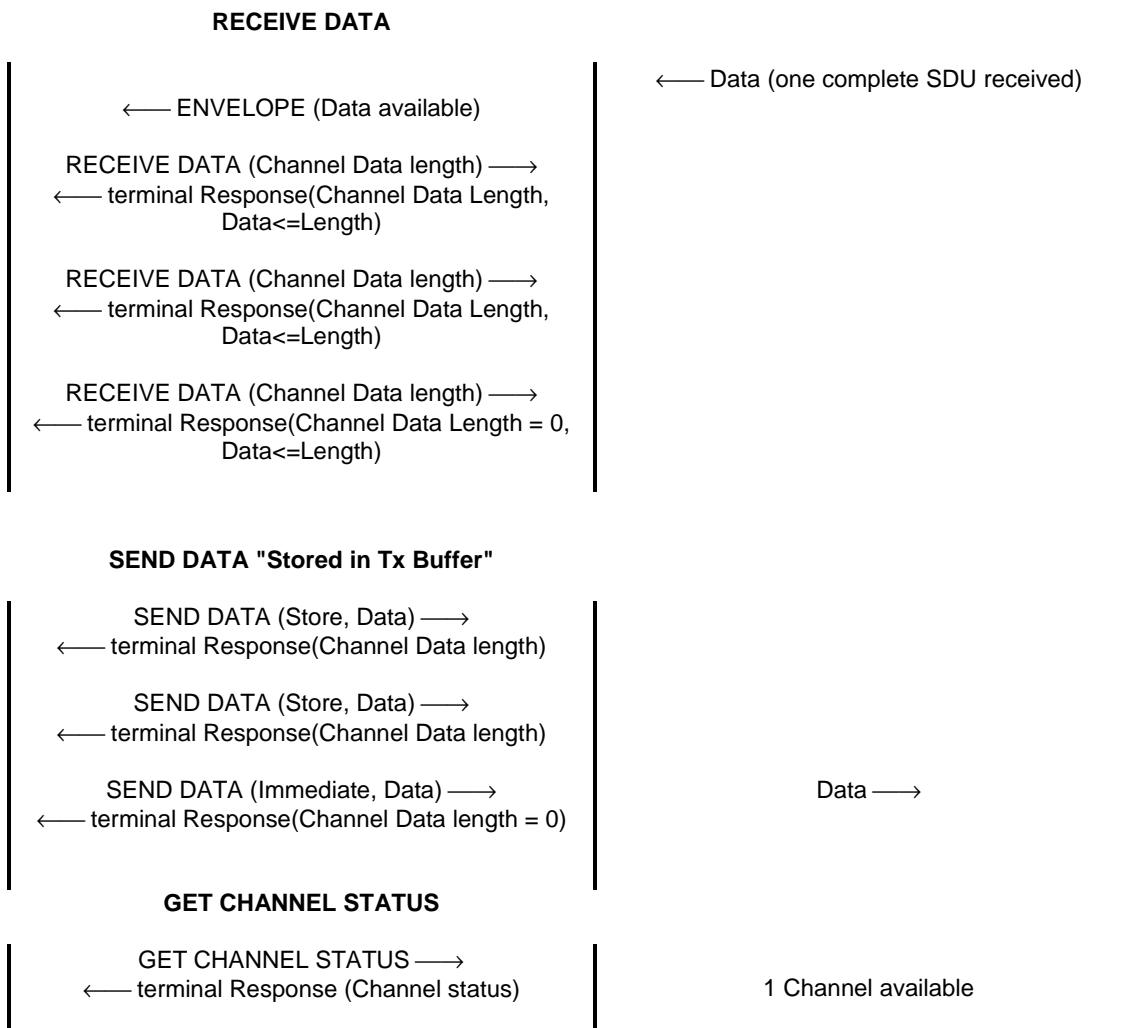 RECEIVE DATA
←—— Data (one complete SDU received)
←—— ENVELOPE (Data available)
RECEIVE DATA (Channel Data length) ——→
←—— terminal Response(Channel Data Length,
Data<=Length)
RECEIVE DATA (Channel Data length) ——→
←—— terminal Response(Channel Data Length,
Data<=Length)
RECEIVE DATA (Channel Data length) ——→
←—— terminal Response(Channel Data Length = 0,
Data<=Length)
SEND DATA "Stored in Tx Buffer"
SEND DATA (Store, Data) ——→
←—— terminal Response(Channel Data length)
SEND DATA (Store, Data) ——→
←—— terminal Response(Channel Data length)
SEND DATA (Immediate, Data) ——→
Data ——→
←—— terminal Response(Channel Data length = 0)
GET CHANNEL STATUS
GET CHANNEL STATUS ——→
←—— terminal Response (Channel status)
1 Channel available